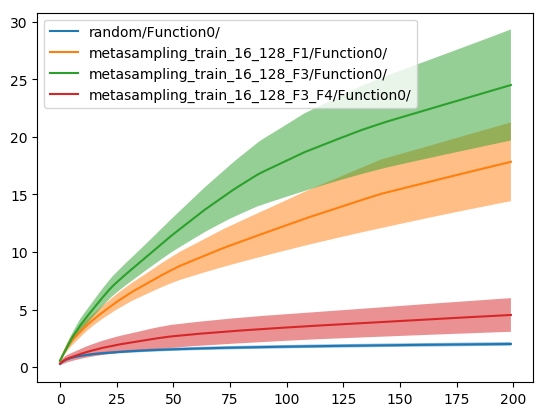 random/Function0/
metasampling_train_16_128_F1/Function0/
metasampling_train_16_128_F3/Function0/
metasampling_train_16_128_F3_F4/Function0/
30
25
20
15
10
5
0
0 25 50 75 100 125 150 175 200